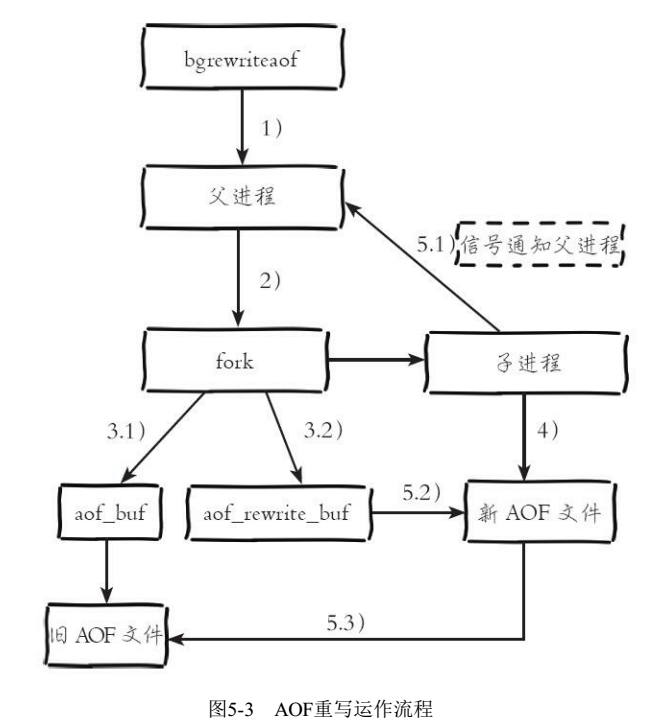 bgrewriteaof
1）
父进程
5.1）信号通知父进程
2）
fork
子进程
3.1）
3.2）
4）
aof_buf
aof_rewrite_buf
5.2）
新 AOF 文件
旧 AOF 文件
5.3）
图5-3 AOF重写运作流程